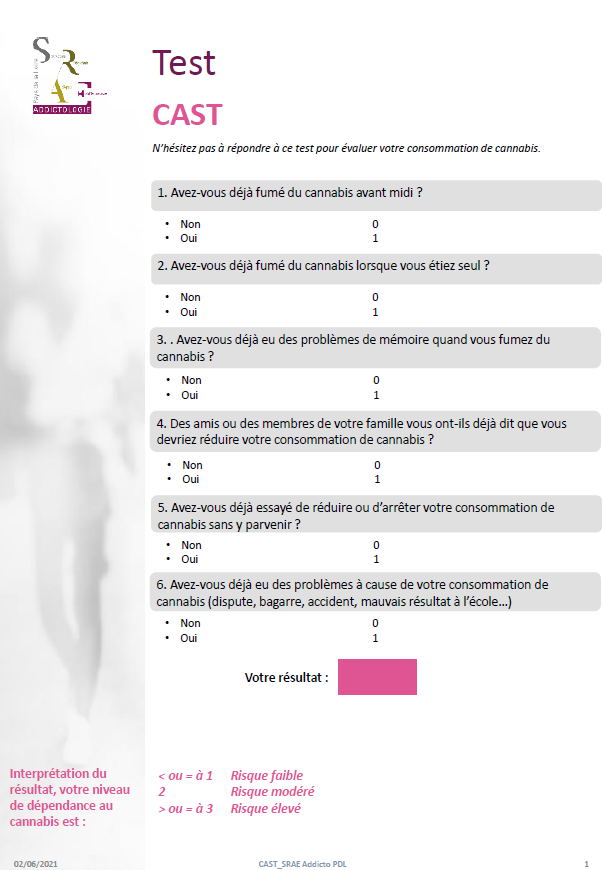 Pays de la Loire
ADDICTOLOGIE
Test
CAST
N'hésitez pas à répondre à ce test pour évaluer votre consommation de cannabis.
1. Avez-vous déjà fumé du cannabis avant midi ?
• Non 0
• Oui 1
2. Avez-vous déjà fumé du cannabis lorsque vous étiez seul ?
• Non 0
• Oui 1
3. . Avez-vous déjà eu des problèmes de mémoire quand vous fumez du
cannabis ?
• Non 0
• Oui 1
4. Des amis ou des membres de votre famille vous ont-ils déjà dit que vous
devriez réduire votre consommation de cannabis ?
• Non 0
• Oui 1
5. Avez-vous déjà essayé de réduire ou d'arrêter votre consommation de
cannabis sans y parvenir ?
• Non 0
• Oui 1
6. Avez-vous déjà eu des problèmes à cause de votre consommation de
cannabis (dispute, bagarre, accident, mauvais résultat à l'école…)
• Non 0
• Oui 1
Votre résultat :
Interprétation du
résultat, votre niveau
de dépendance au
cannabis est :
< ou = à 1 Risque faible
2 Risque modéré
> ou = à 3 Risque élevé
02/06/2021 CAST_SRAE Addicto PDL 1